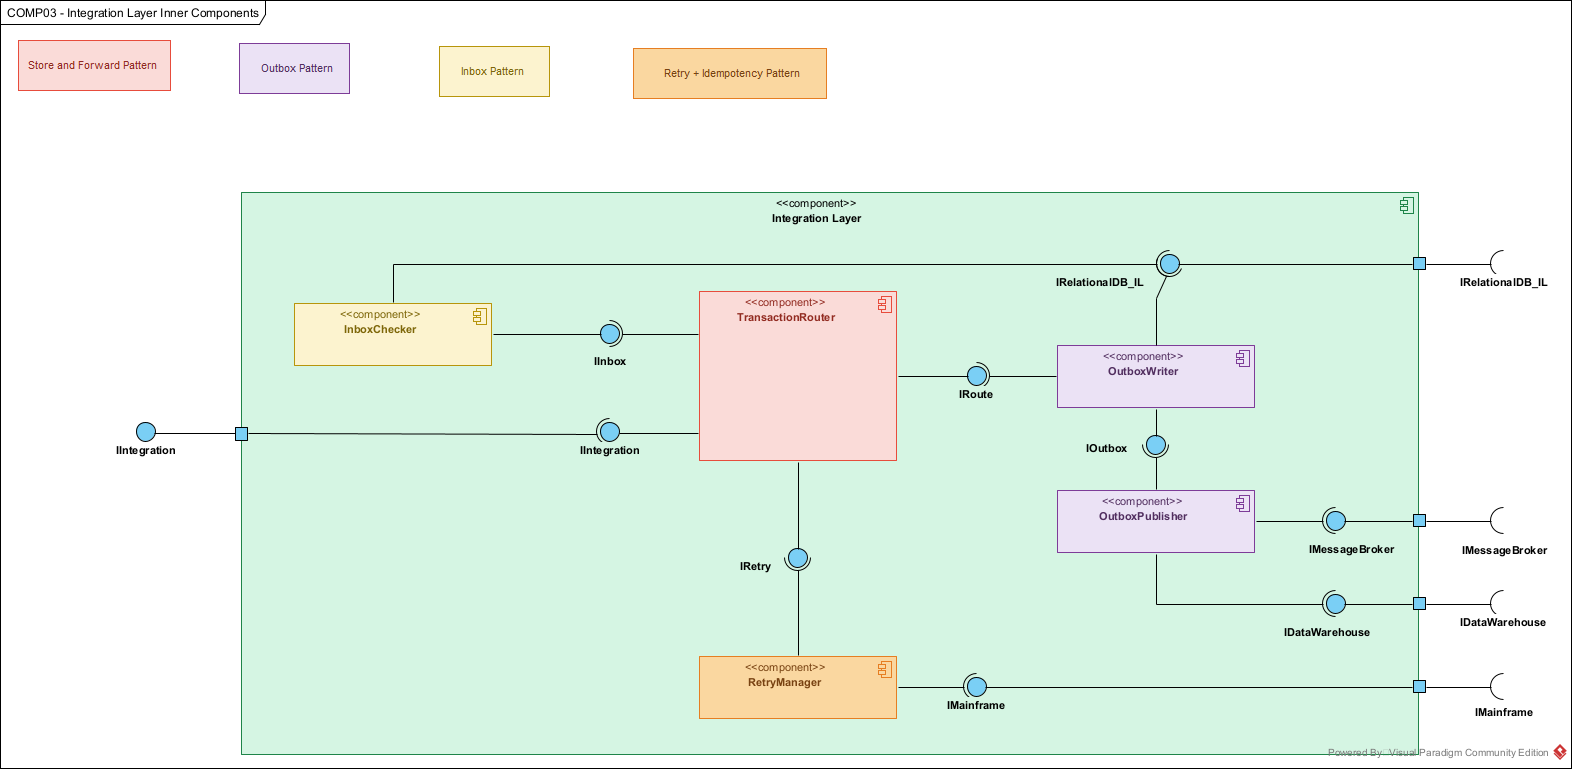 COMP03 - Integration Layer Inner Components
Store and Forward Pattern
Outbox Pattern
Inbox Pattern
Retry + Idempotency Pattern
<<component>>
Integration Layer
IRelationalDB_IL
IRelationalDB_IL
<<component>>
InboxChecker
IInbox
<<component>>
TransactionRouter
IRoute
<<component>>
OutboxWriter
IIntegration
IIntegration
IOutbox
<<component>>
OutboxPublisher
IMessageBroker
IMessageBroker
IRetry
IDataWarehouse
IDataWarehouse
<<component>>
RetryManager
IMainframe
IMainframe
Powered By Visual Paradigm Community Edition